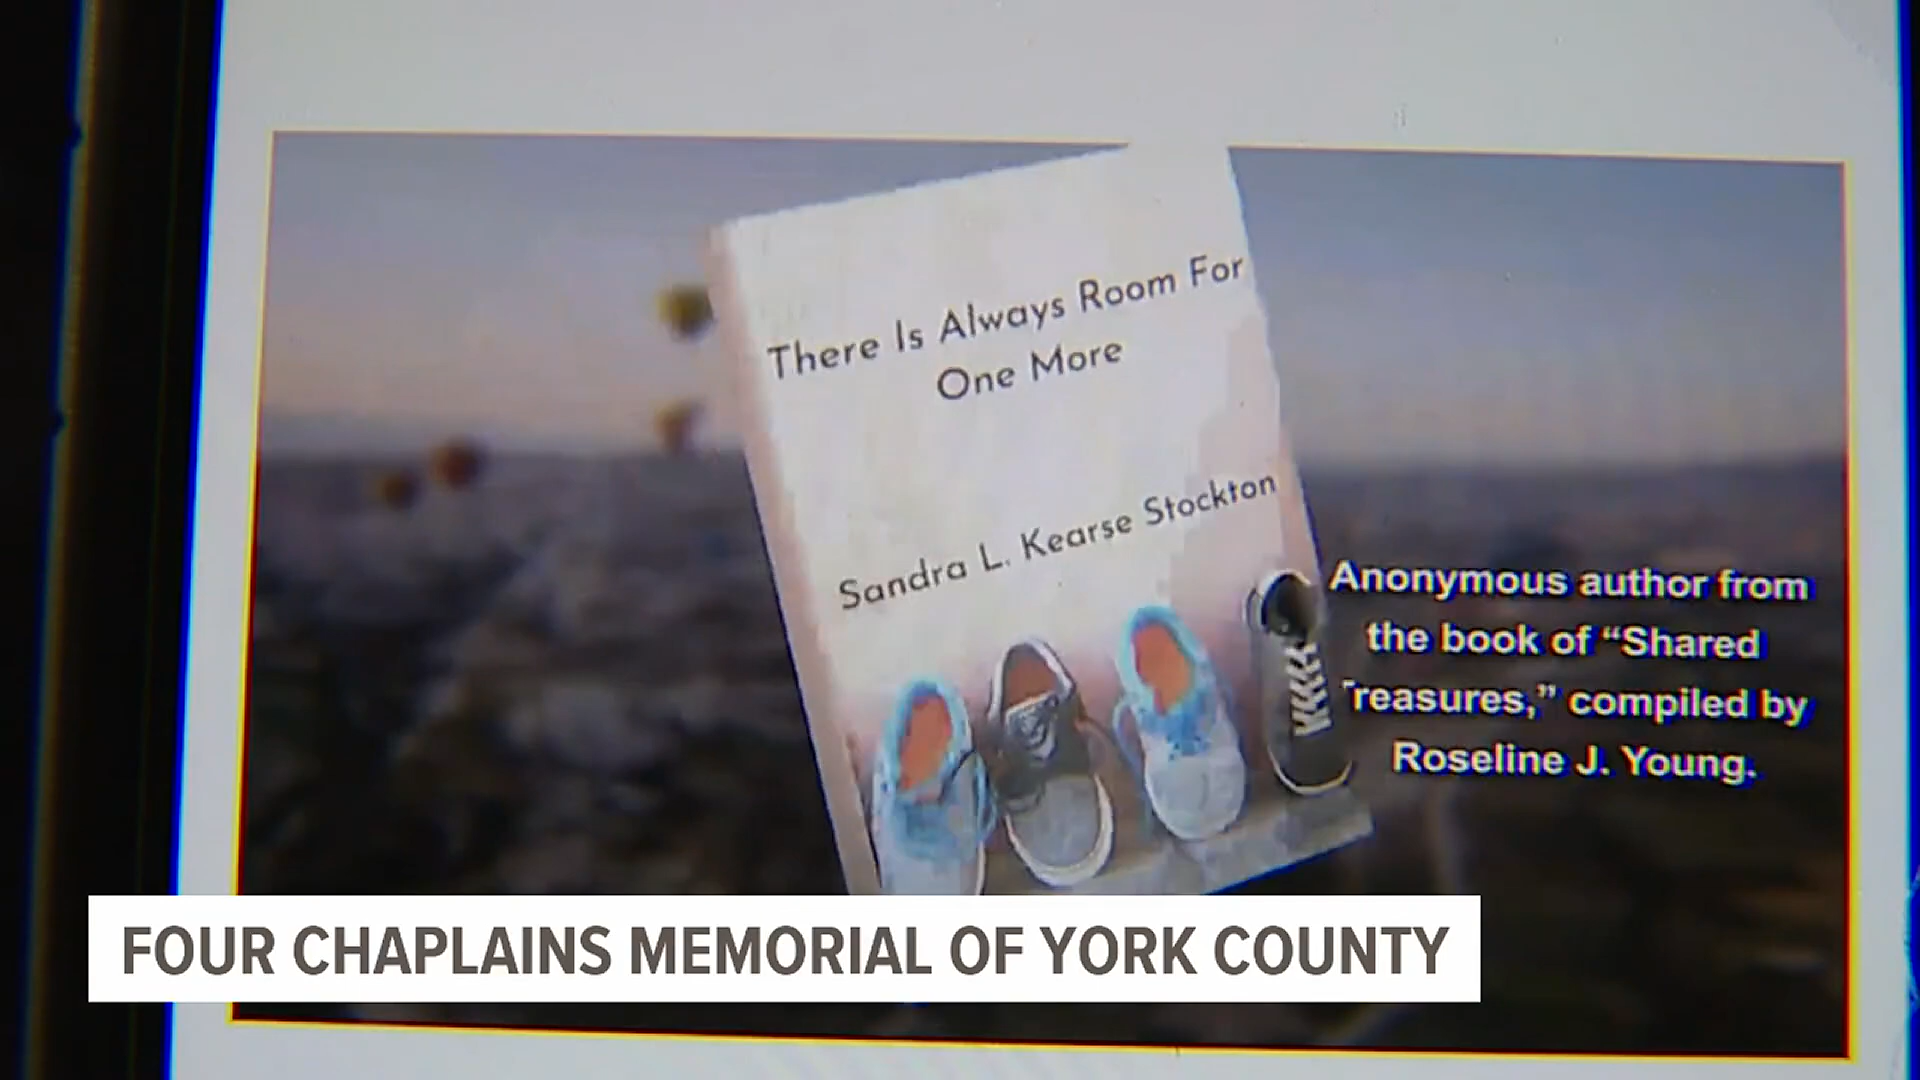 There Is Always Room For
One More
Sandra L. Kearse Stockton
Anonymous author from
the book of “Shared
Treasures,” compiled by
Roseline J. Young.
FOUR CHAPLAINS MEMORIAL OF YORK COUNTY